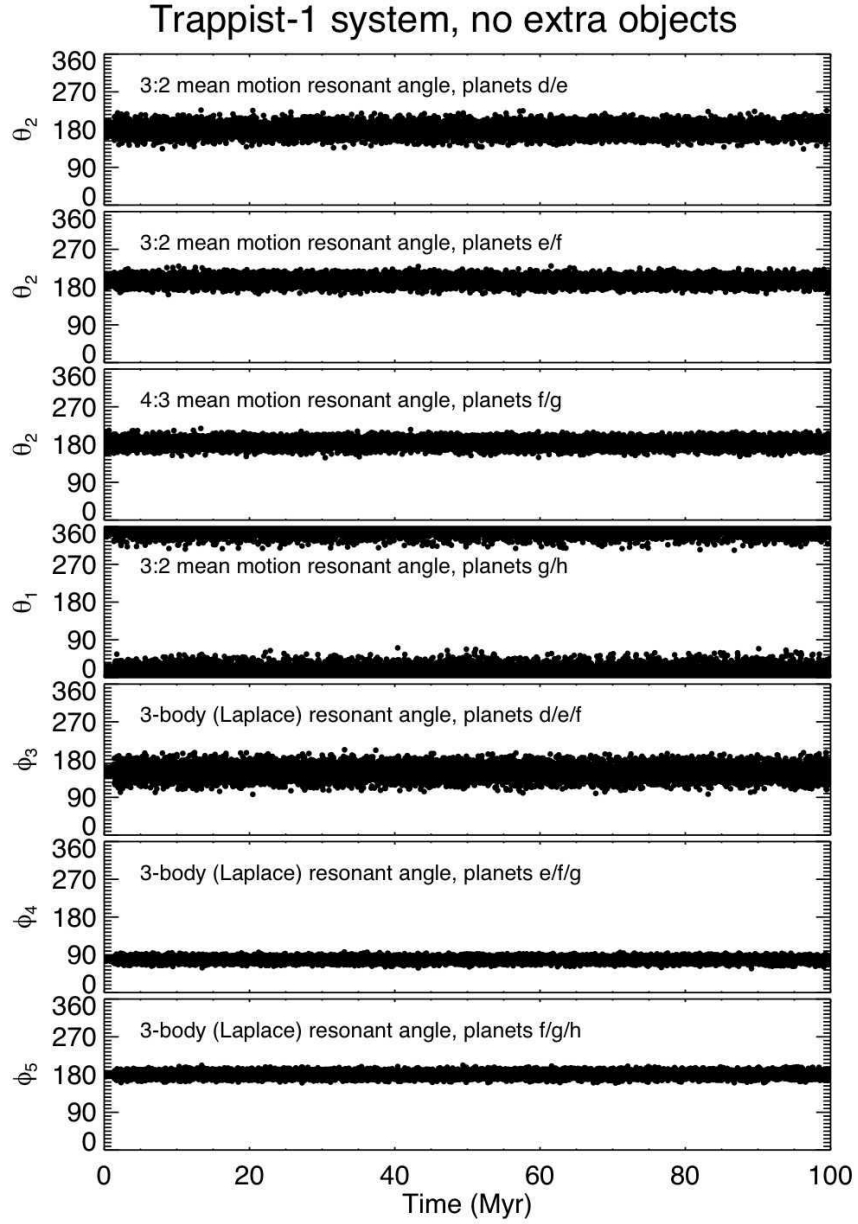 Trappist-1 system, no extra objects
360
270
180
90
0
θ2
3:2 mean motion resonant angle, planets d/e
360
270
180
90
0
θ2
3:2 mean motion resonant angle, planets e/f
360
270
180
90
0
θ2
4:3 mean motion resonant angle, planets f/g
360
270
180
90
0
θ1
3:2 mean motion resonant angle, planets g/h
360
270
180
90
0
ϕ3
3-body (Laplace) resonant angle, planets d/e/f
360
270
180
90
0
ϕ4
3-body (Laplace) resonant angle, planets e/f/g
360
270
180
90
0
ϕ5
3-body (Laplace) resonant angle, planets f/g/h
0 20 40 60 80 100
Time (Myr)